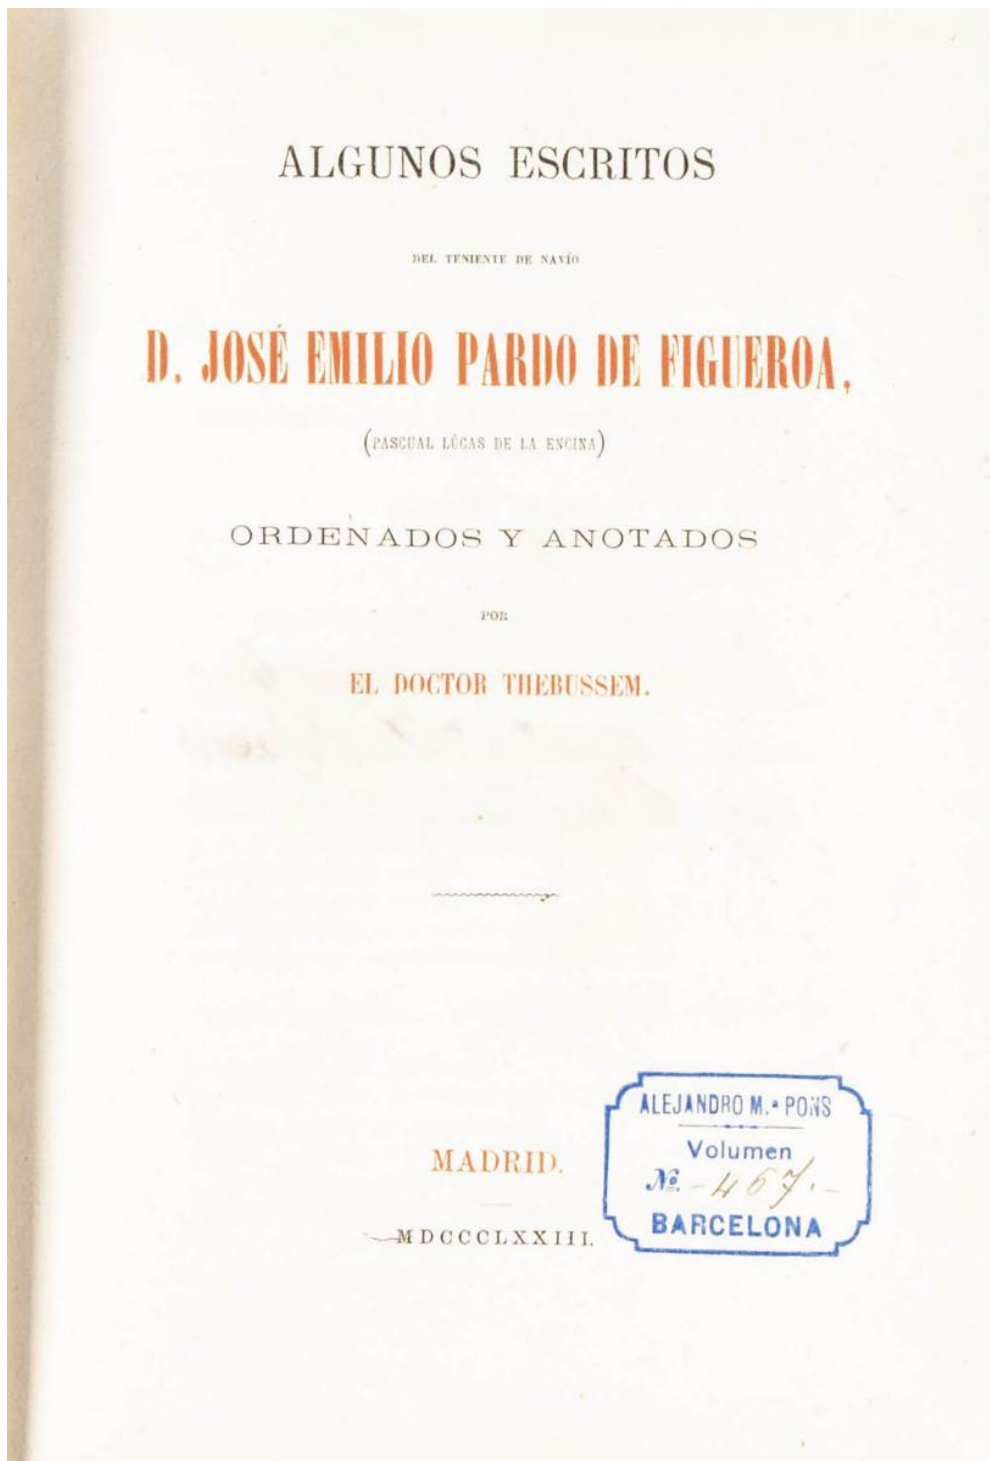 ALGUNOS ESCRITOS
DEL TENIENTE DE NAVÍO
D. JOSÉ EMILIO PARDO DE FIGUEROA,
(PASCUAL LÚCAS DE LA ENCINA)
ORDENADOS Y ANOTADOS
POR
EL DOCTOR THEBUSSEM.
MADRID.
MDCCCLXXIII.
ALEJANDRO M.ª PONS
Volumen
Nº. -467.-
BARCELONA